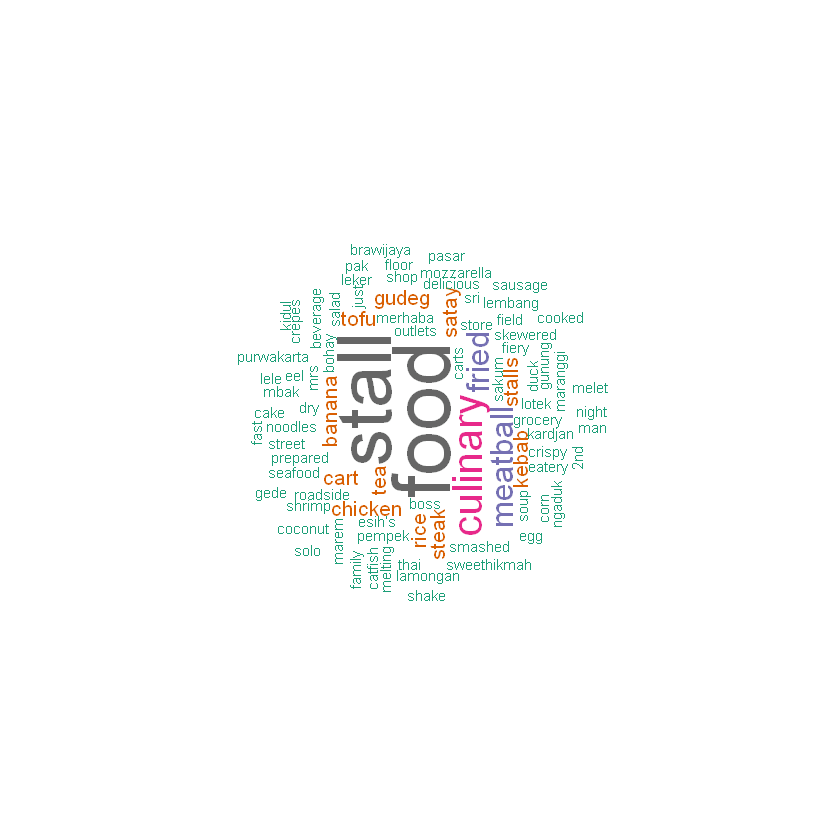 brawijaya
pasar
pak
floor
mozzarella
leker
shop
delicious
sausage
just
gudeg
sri
lembang
kidul
crepes
beverage
salad
tofu
merhaba
satay
store
field
cooked
outlets
skewered
purwakarta
bohay
stall
food
fried
carts
fiery
gunung
lele
eel
mrs
sakum
stalls
duck
maranggi
melet
mbak
banana
culinary
lotek
night
cake
dry
meatball
grocery
man
fast
noodles
kardjan
street
kebab
crispy
2nd
prepared
eatery
seafood
cart
tea
gede
roadside
boss
soup
corn
ngaduk
shrimp
chicken
rice
steak
esih's
coconut
pempek
egg
solo
marem
smashed
family
catfish
melting
thai
sweethikmah
lamongan
shake